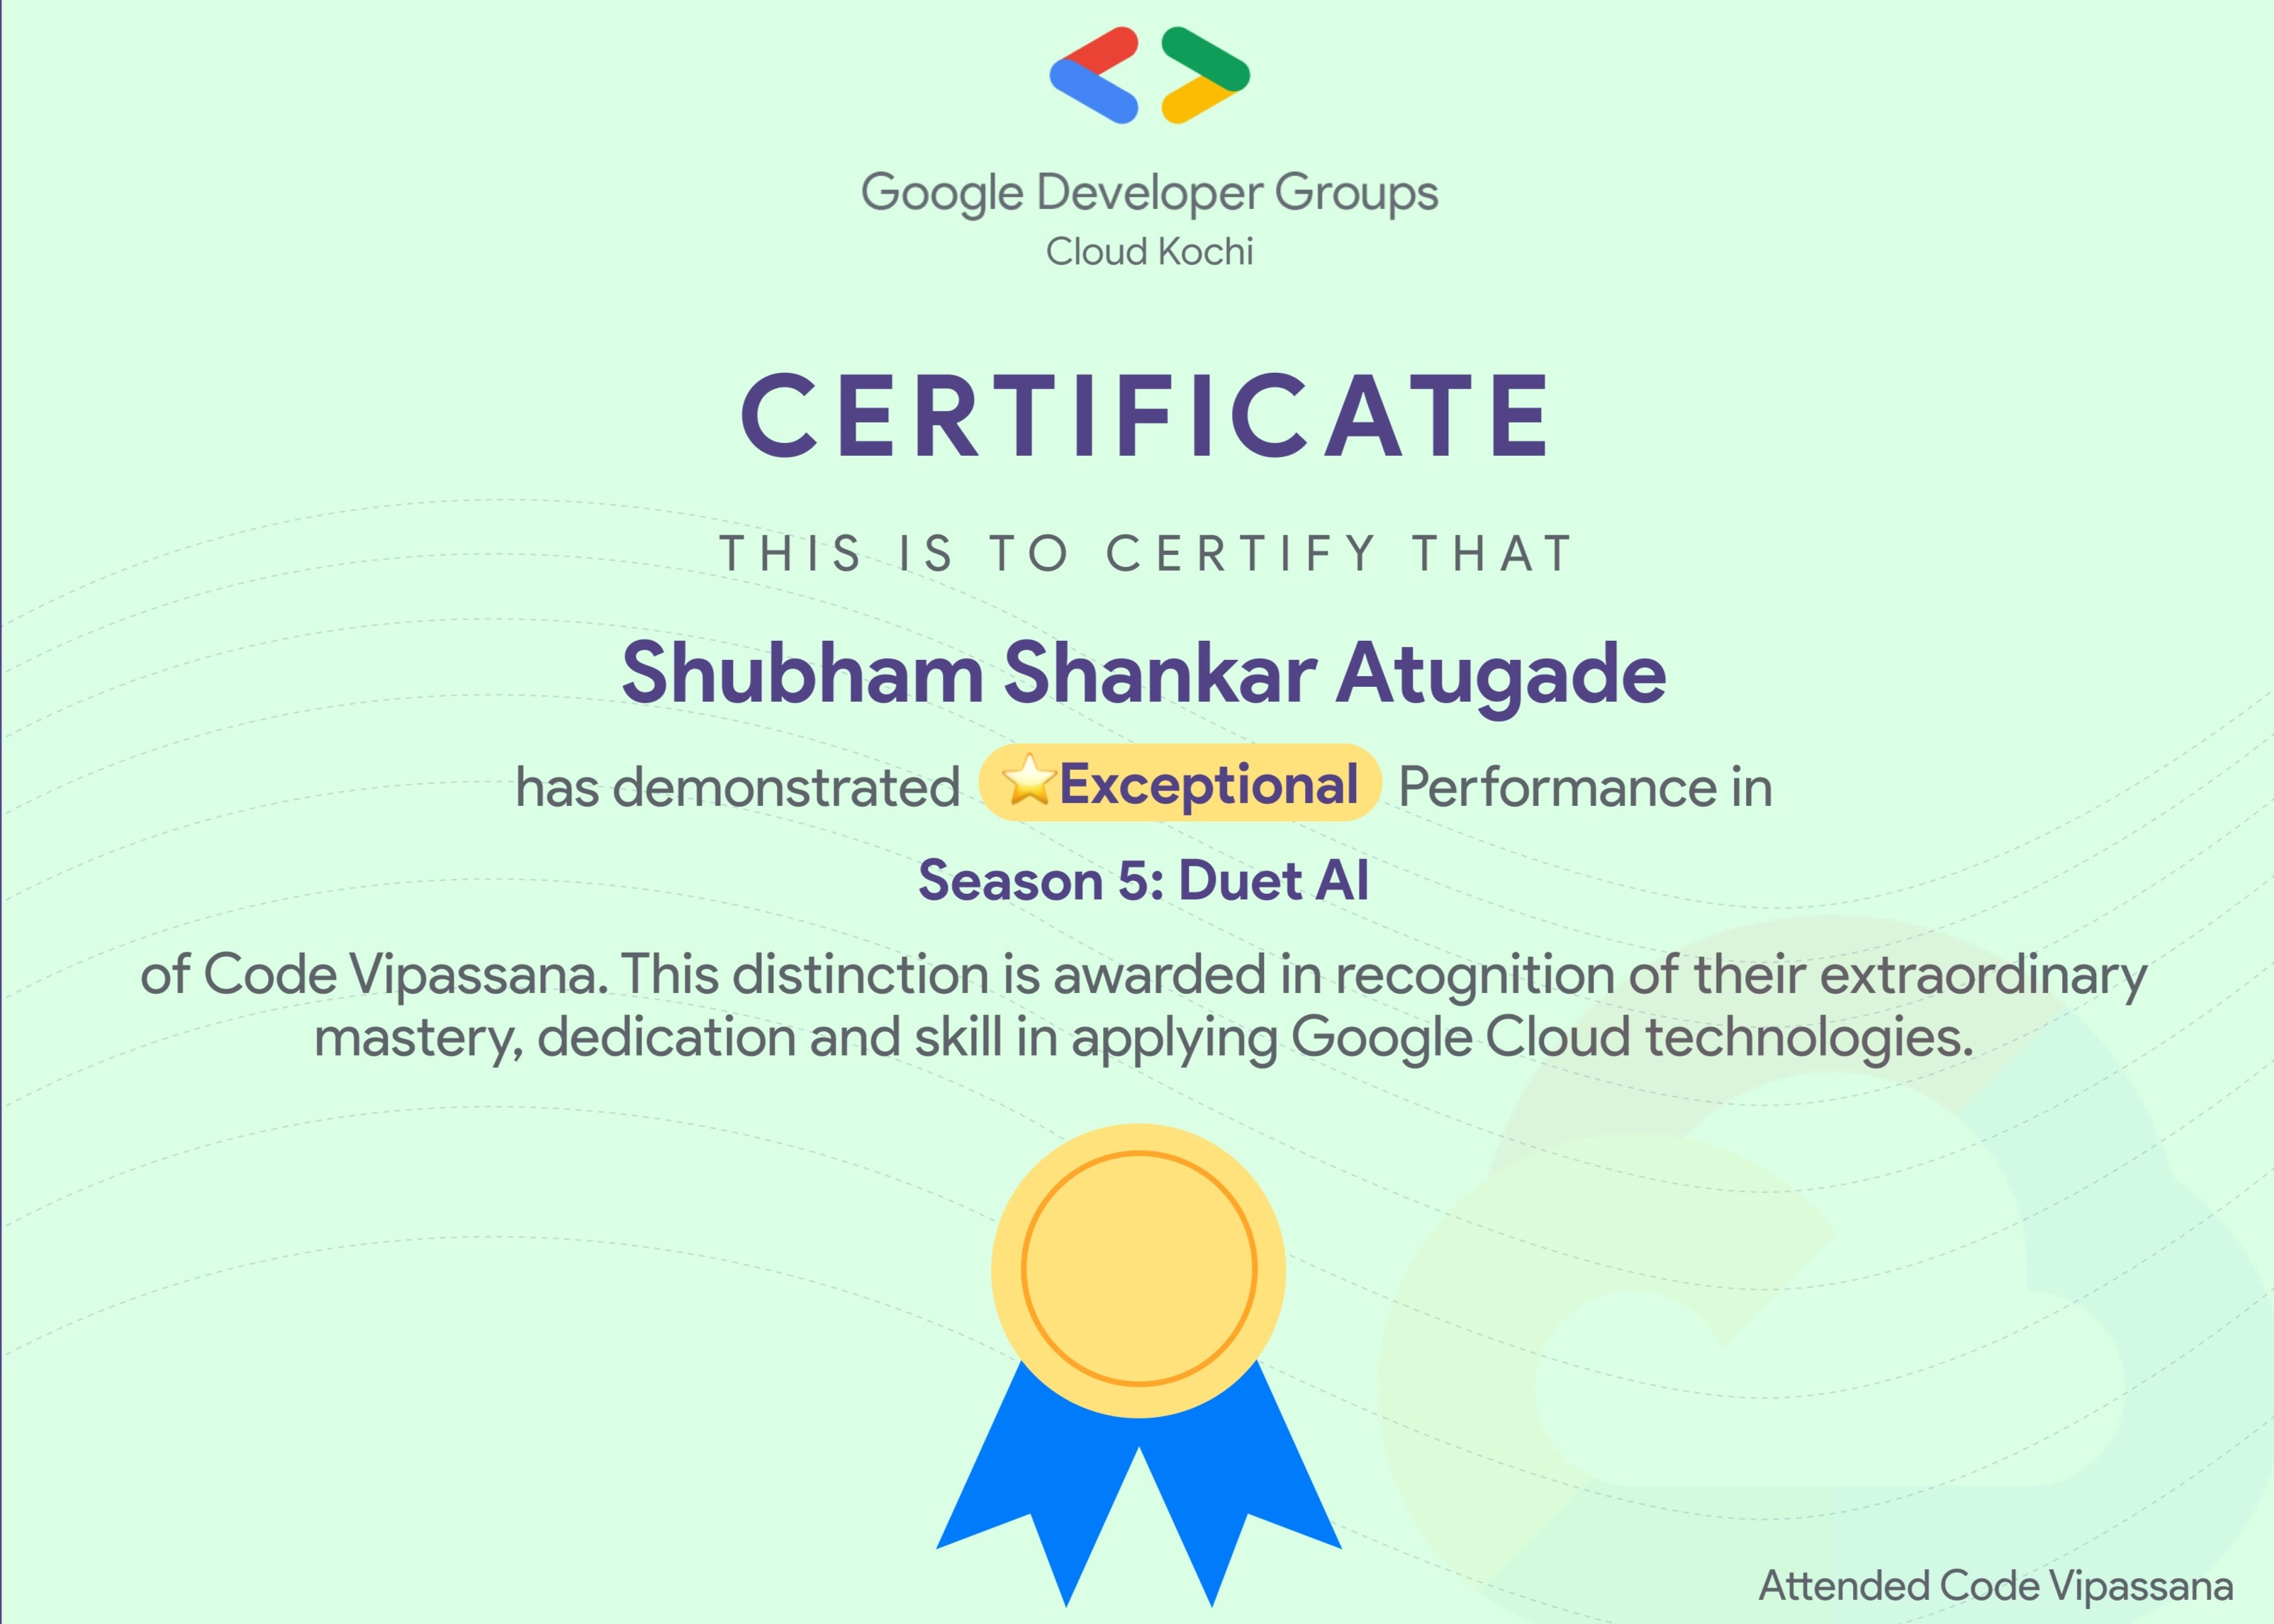 Google Developer Groups
Cloud Kochi
CERTIFICATE
THIS IS TO CERTIFY THAT
Shubham Shankar Atugade
has demonstrated ⭐Exceptional Performance in
Season 5: Duet AI
of Code Vipassana. This distinction is awarded in recognition of their extraordinary
mastery, dedication and skill in applying Google Cloud technologies.
Attended Code Vipassana